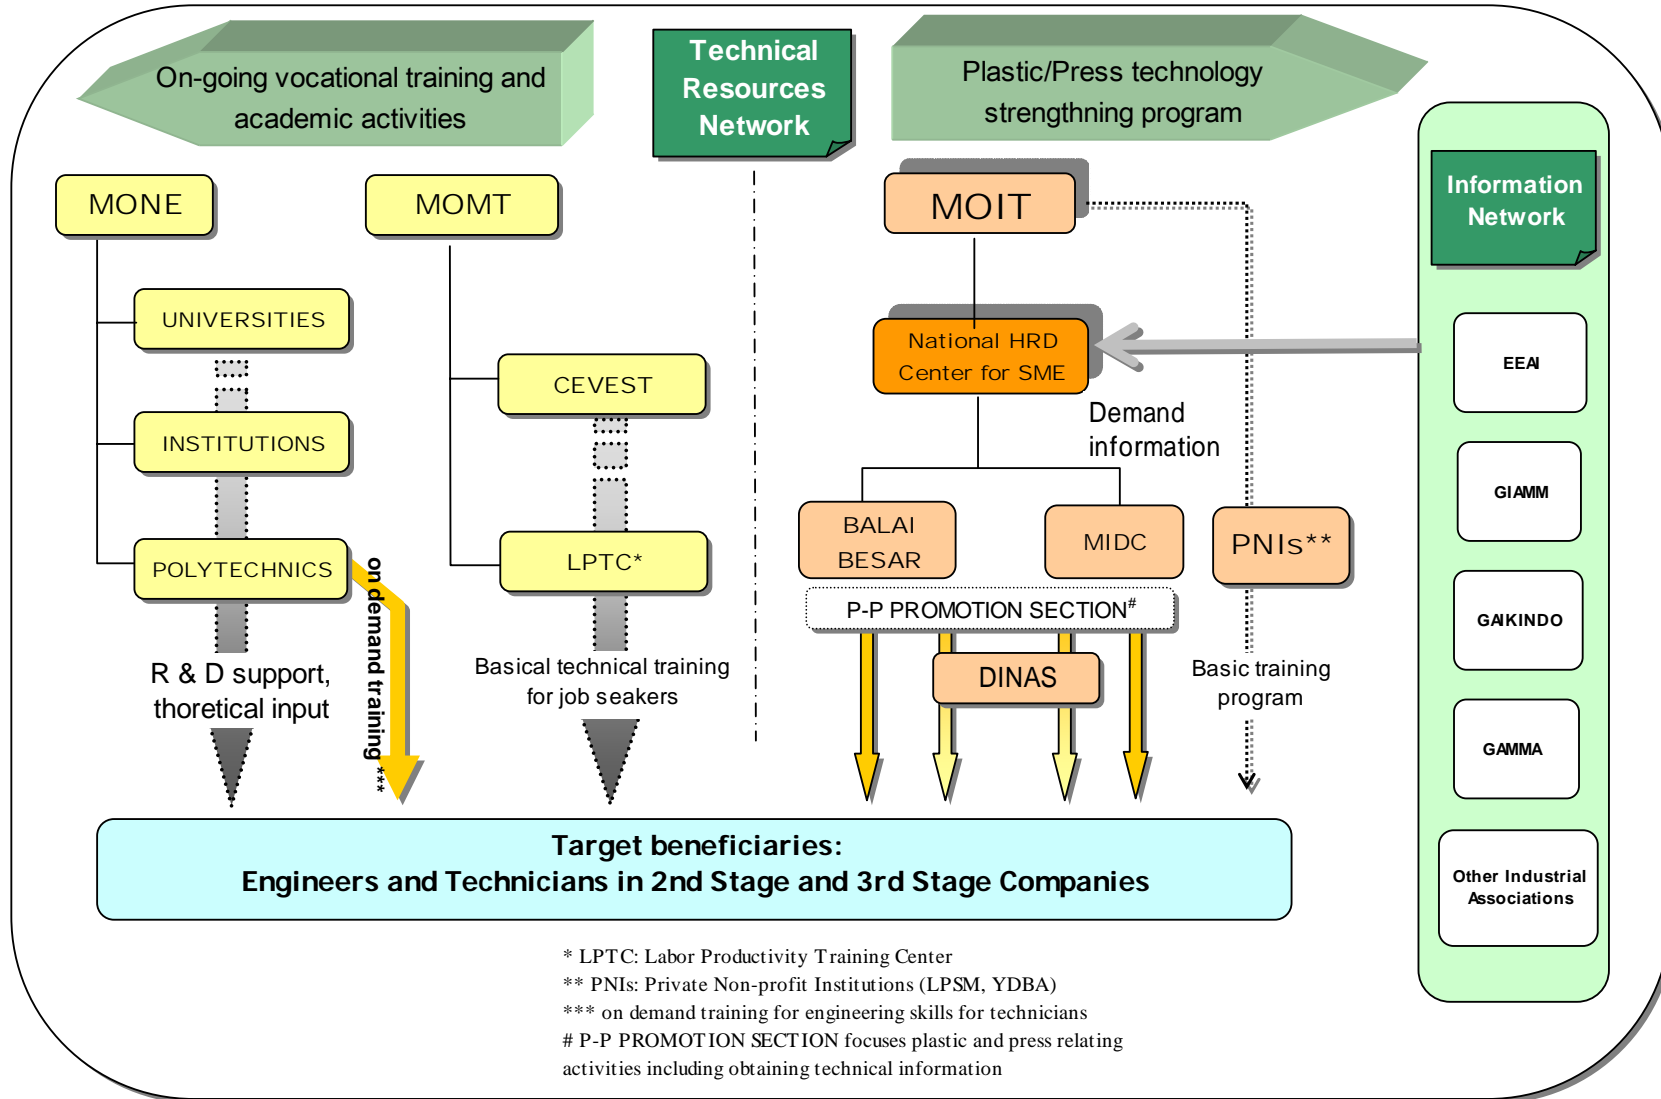 On-going vocational training and
academic activities
Technical
Resources
Network
Plastic/Press technology
strengthning program
Information
Network
MONE
MOMT
MOIT
UNIVERSITIES
INSTITUTIONS
POLYTECHNICS
CEVEST
LPTC*
National HRD
Center for SME
Demand
information
BALAI
BESAR
MIDC
PNIs**
P-P PROMOTION SECTION#
DINAS
on demand training ***
R & D support,
thoretical input
Basical technical training
for job seakers
Basic training
program
EEAI
GIAMM
GAIKINDO
GAMMA
Other Industrial
Associations
Target beneficiaries:
Engineers and Technicians in 2nd Stage and 3rd Stage Companies
* LPTC: Labor Productivity Training Center
** PNIs: Private Non-profit Institutions (LPSM, YDBA)
*** on demand training for engineering skills for technicians
# P-P PROMOTION SECTION focuses plastic and press relating
activities including obtaining technical information